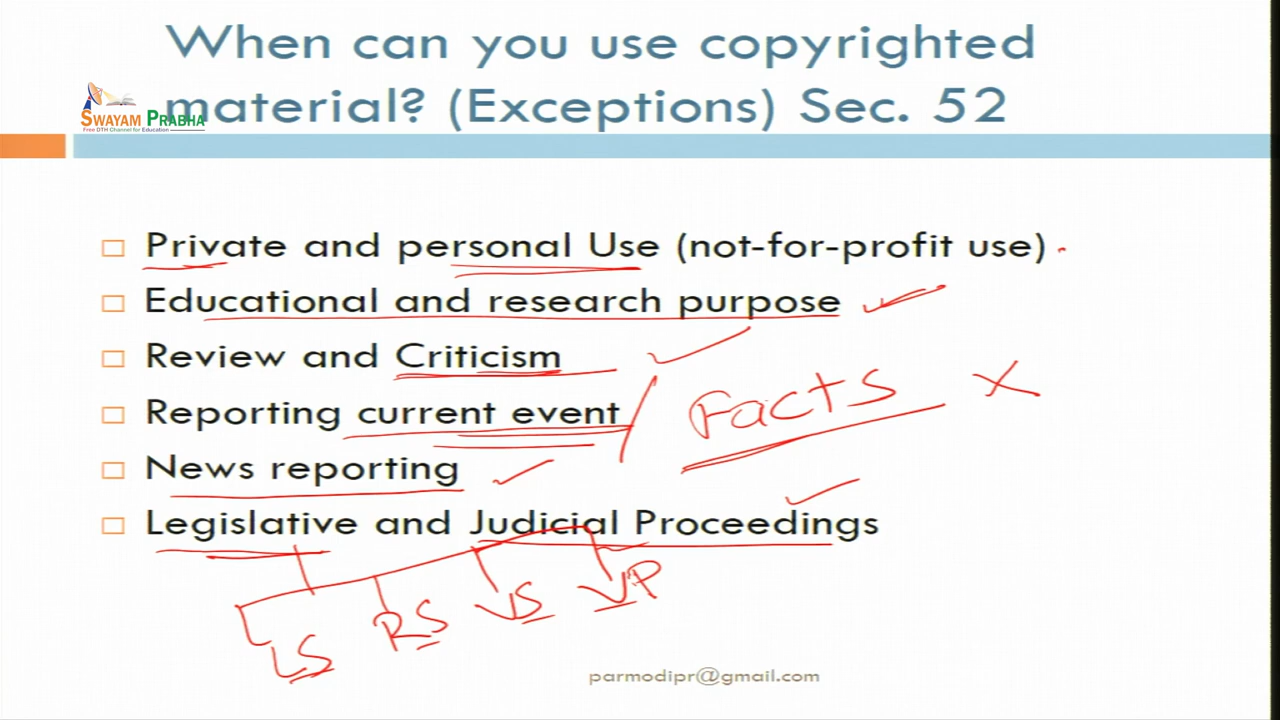 When can you use copyrighted
material? (Exceptions) Sec. 52
SWAYAM PRABHA
Free DTH Channel for Education
Private and personal Use (not-for-profit use)
Educational and research purpose
Review and Criticism
Facts
Reporting current event
News reporting
Legislative and Judicial Proceedings
LS RS VS VP
parmodipr@gmail.com